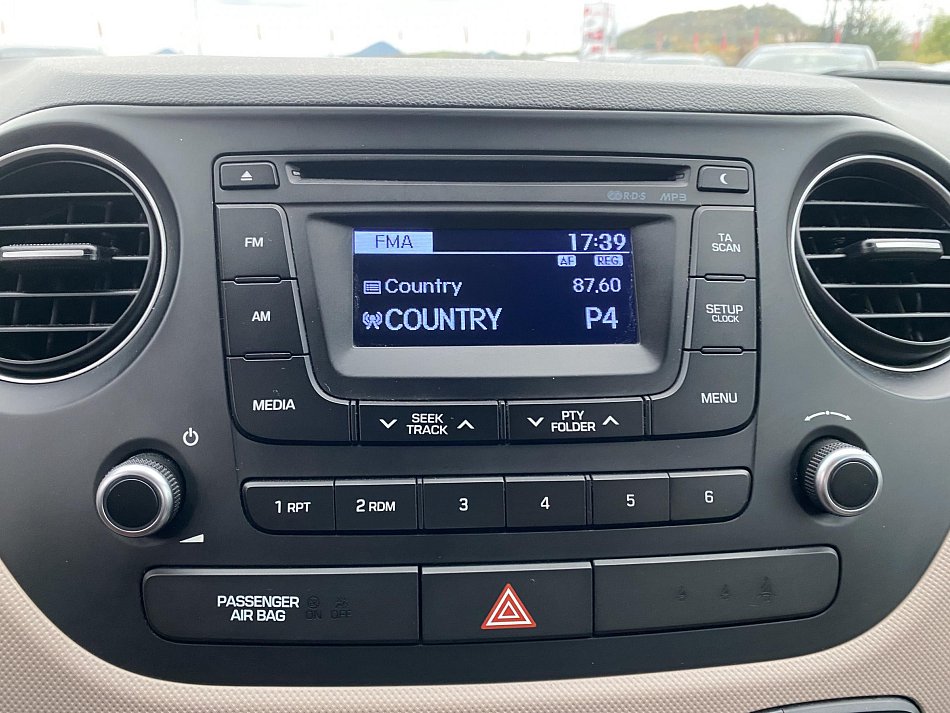 R·D·S MP3
FM
AM
MEDIA
FMA 17:39
AF REG
Country 87.60
COUNTRY P4
TA
SCAN
SETUP
CLOCK
MENU
SEEK
TRACK
PTY
FOLDER
1 RPT 2 RDM 3 4 5 6
PASSENGER
AIR BAG
ON OFF